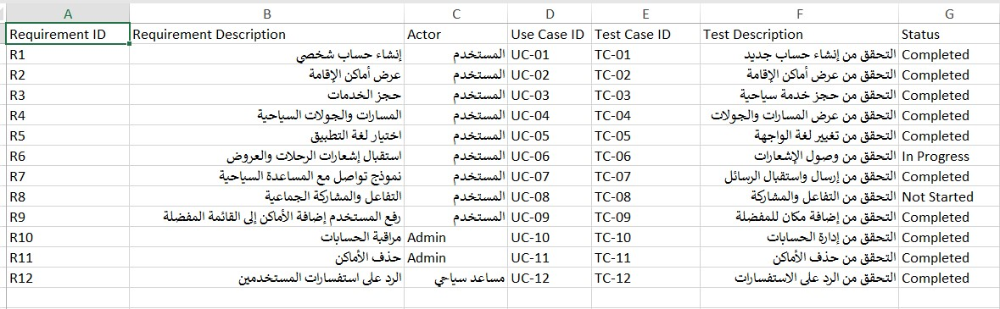 A B C D E F G
Requirement ID Requirement Description Actor Use Case ID Test Case ID Test Description Status
R1 إنشاء حساب شخصي المستخدم UC-01 TC-01 التحقق من إنشاء حساب جديد Completed
R2 عرض أماكن الإقامة المستخدم UC-02 TC-02 التحقق من عرض أماكن الإقامة Completed
R3 حجز الخدمات المستخدم UC-03 TC-03 التحقق من حجز خدمة سياحية Completed
R4 المسارات والجولات السياحية المستخدم UC-04 TC-04 التحقق من عرض المسارات والجولات Completed
R5 اختيار لغة التطبيق المستخدم UC-05 TC-05 التحقق من تغيير لغة الواجهة Completed
R6 استقبال إشعارات الرحلات والعروض المستخدم UC-06 TC-06 التحقق من وصول الإشعارات In Progress
R7 نموذج تواصل مع المساعدة السياحية المستخدم UC-07 TC-07 التحقق من إرسال واستقبال الرسائل Completed
R8 التفاعل والمشاركة الجماعية المستخدم UC-08 TC-08 التحقق من التفاعل والمشاركة Not Started
R9 رفع المستخدم إضافة الأماكن إلى القائمة المفضلة المستخدم UC-09 TC-09 التحقق من إضافة مكان للمفضلة Completed
R10 مراقبة الحسابات Admin UC-10 TC-10 التحقق من إدارة الحسابات Completed
R11 حذف الأماكن Admin UC-11 TC-11 التحقق من حذف الأماكن Completed
R12 الرد على استفسارات المستخدمين مساعد سياحي UC-12 TC-12 التحقق من الرد على الاستفسارات Completed